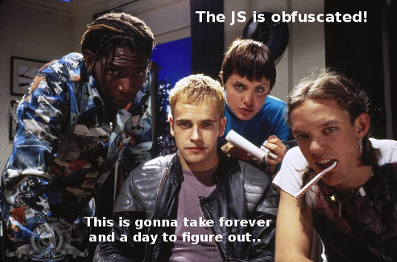 The JS is obfuscated!
This is gonna take forever
and a day to figure out..